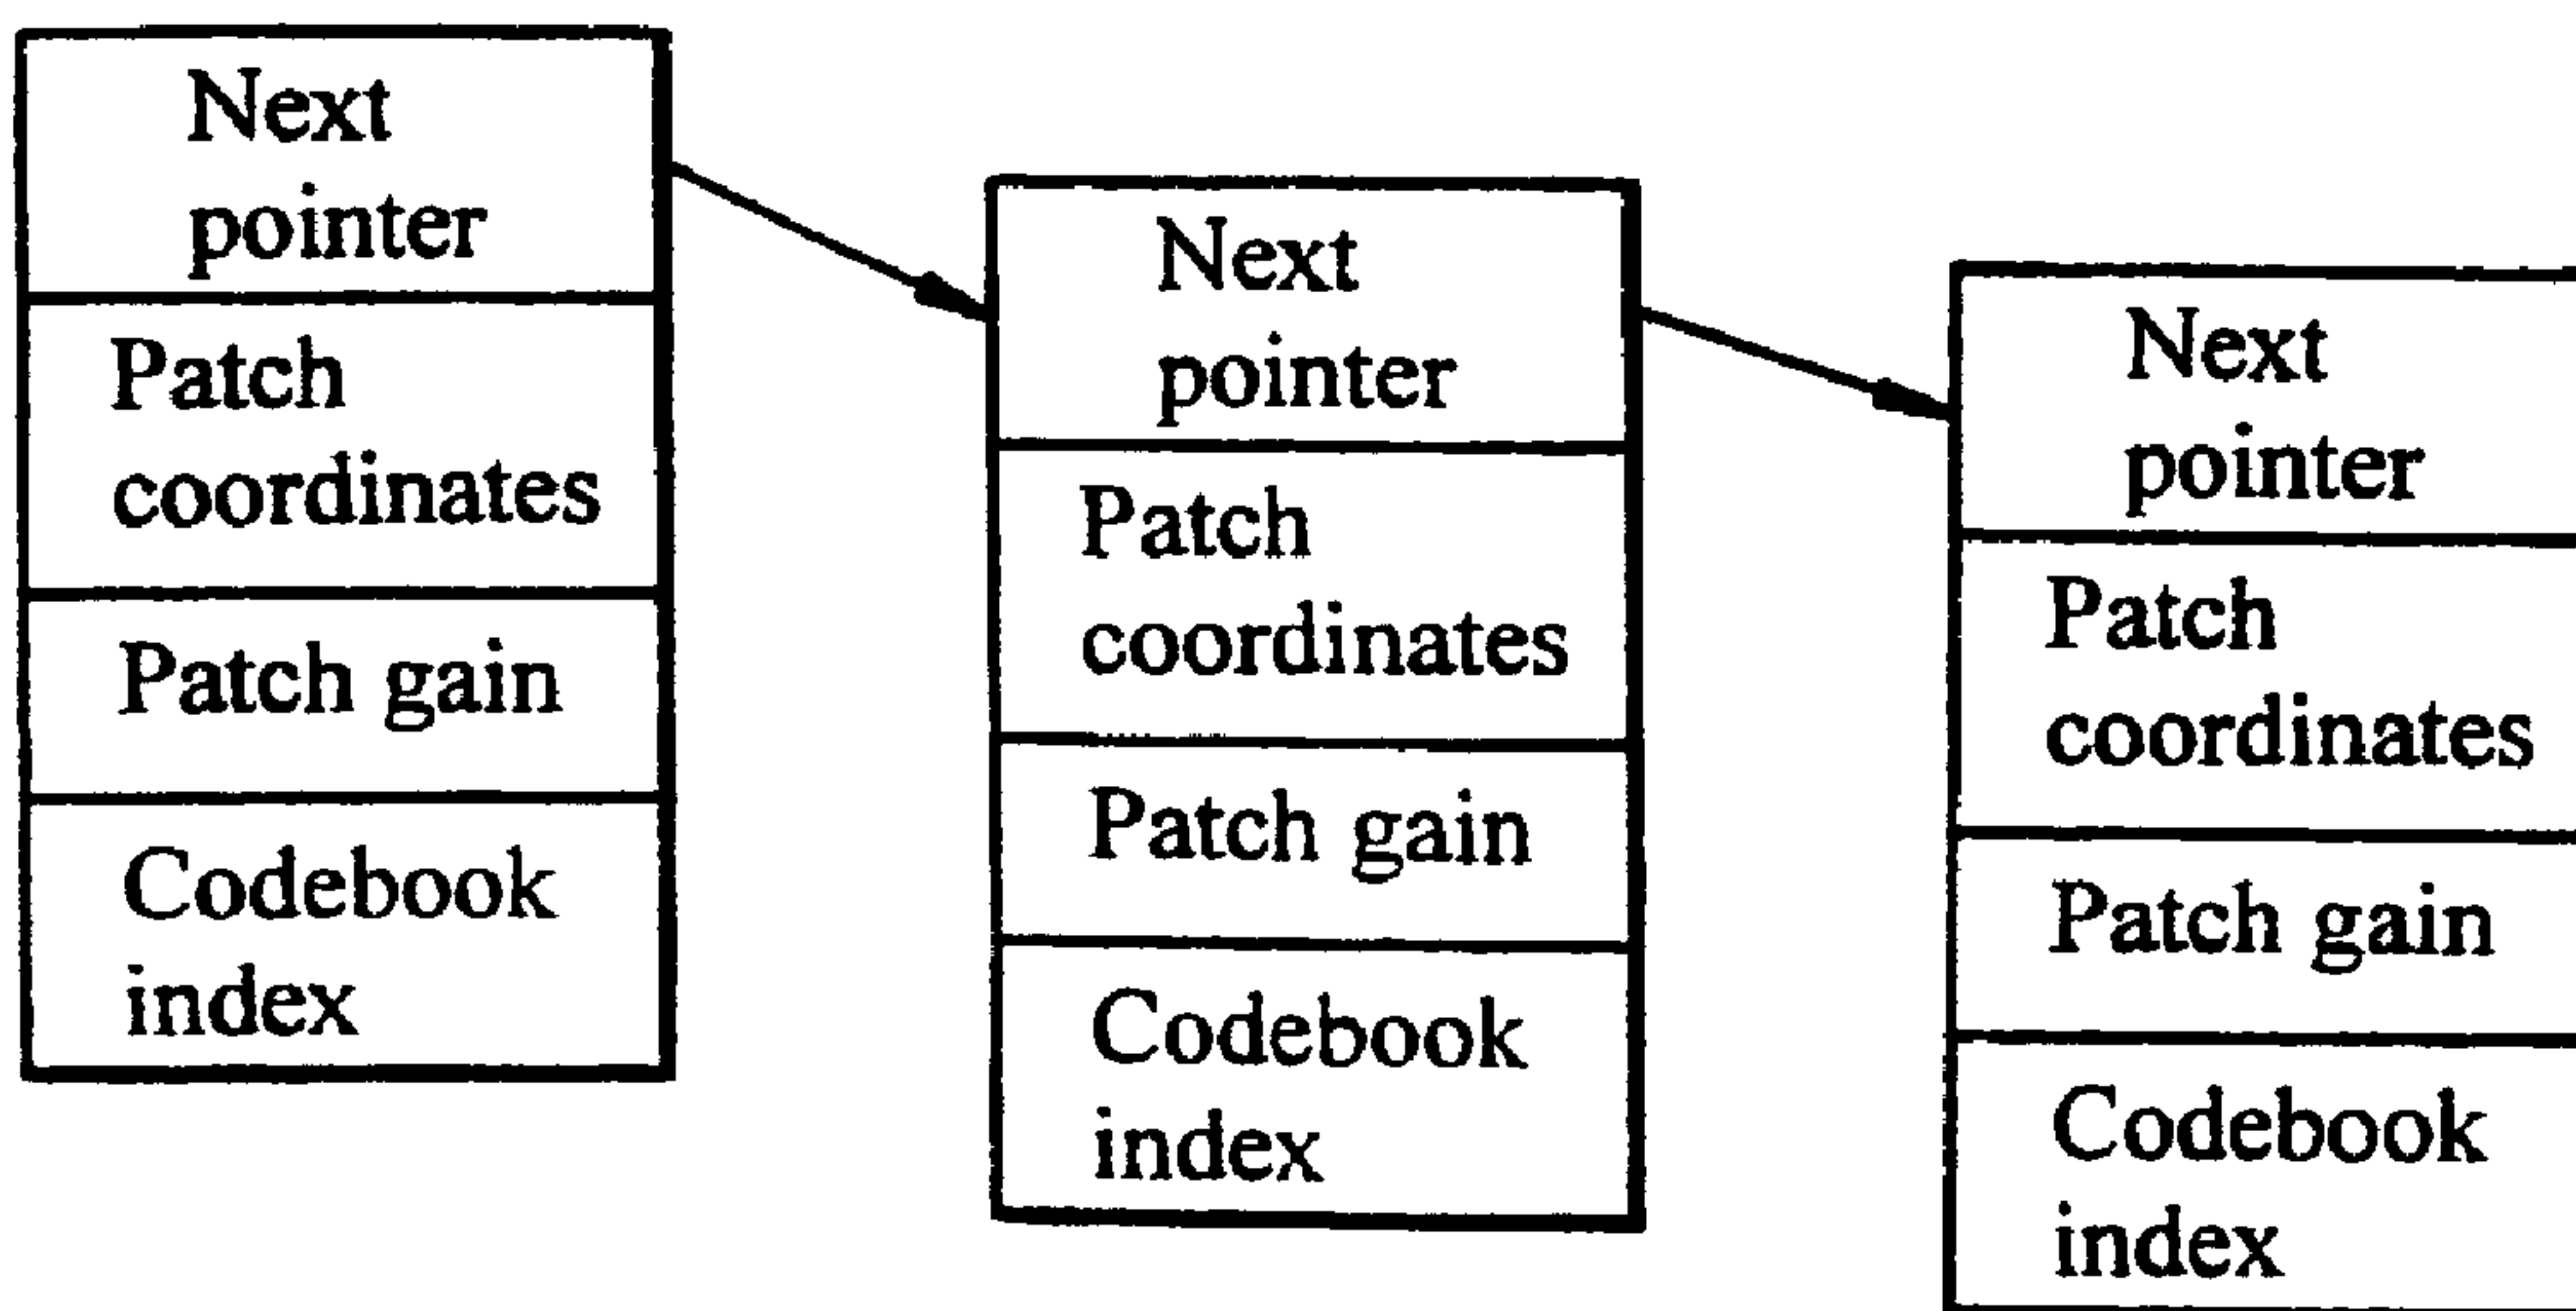 Next
pointer
Patch
coordinates
Patch gain
Codebook
index
Next
pointer
Patch
coordinates
Patch gain
Codebook
index
Next
pointer
Patch
coordinates
Patch gain
Codebook
index